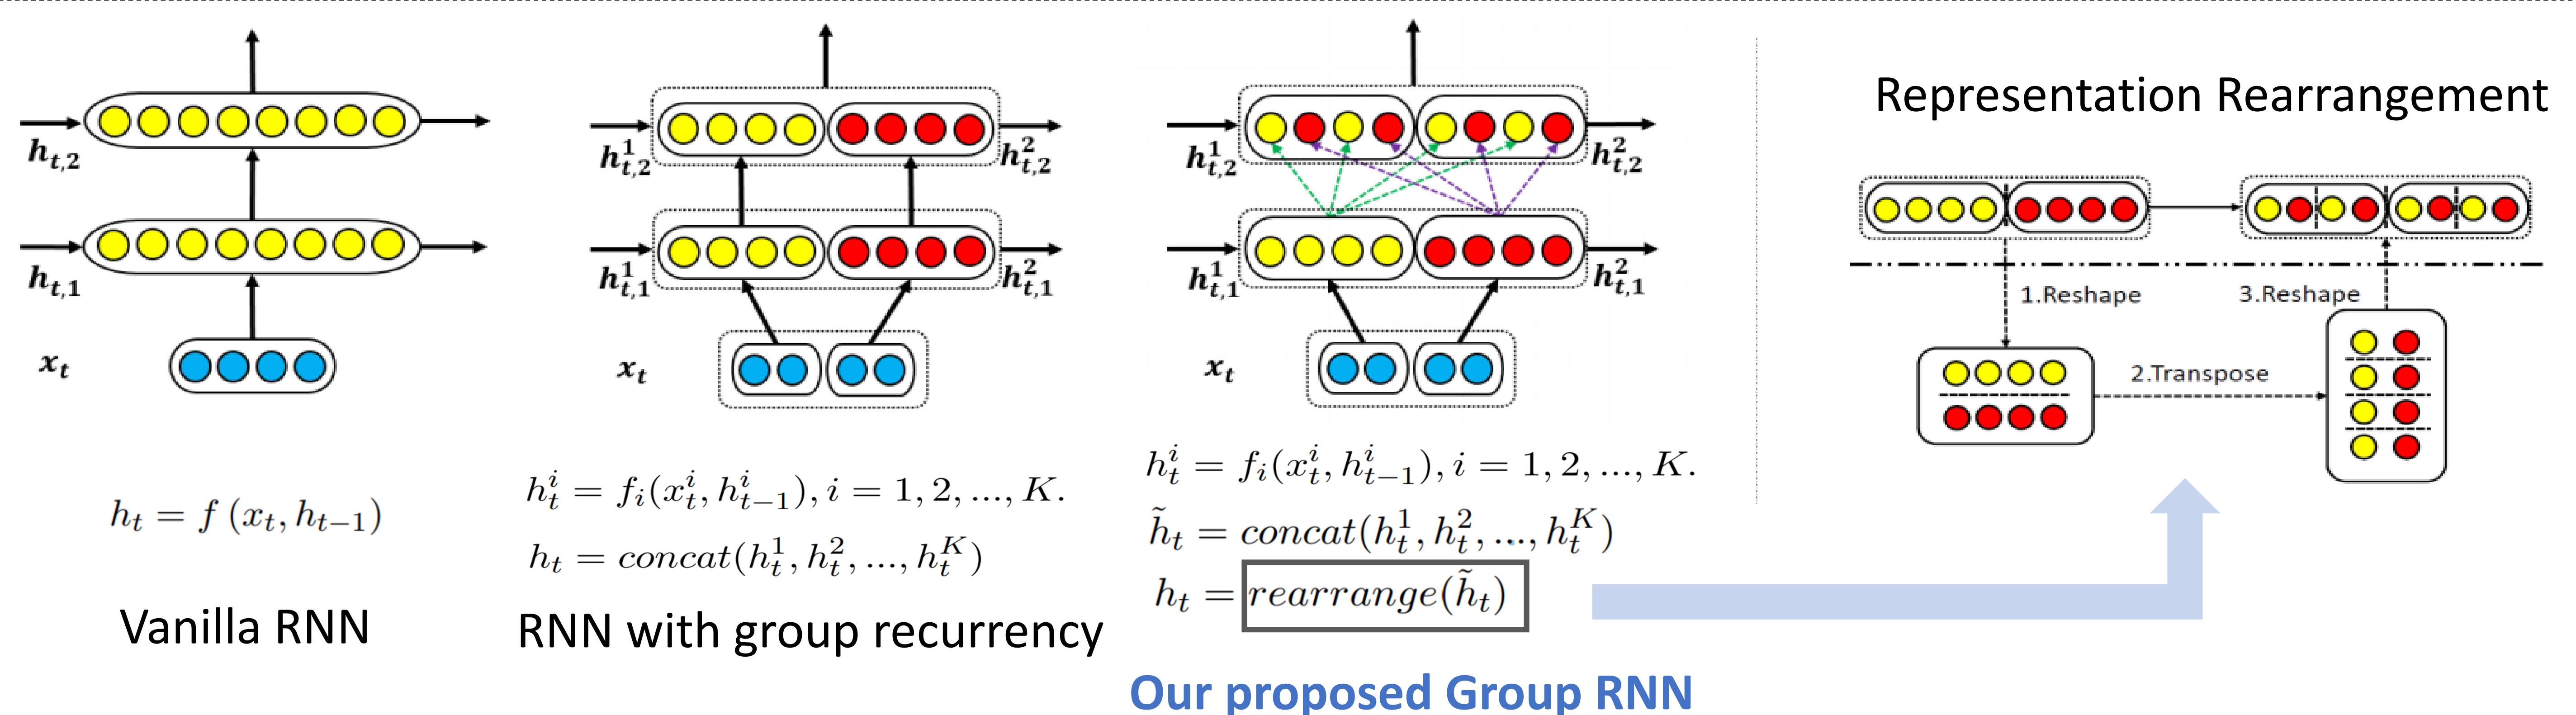 h_{t,2}
h_{t,1}
x_t
h_t = f (x_t, h_{t-1})
Vanilla RNN
h^1_{t,2} h^2_{t,2}
h^1_{t,1} h^2_{t,1}
x_t
h^i_t = f_i(x^i_t, h^i_{t-1}), i = 1, 2, ..., K.
h_t = concat(h^1_t, h^2_t, ..., h^K_t)
RNN with group recurrency
h^1_{t,2} h^2_{t,2}
h^1_{t,1} h^2_{t,1}
x_t
h^i_t = f_i(x^i_t, h^i_{t-1}), i = 1, 2, ..., K.
h̃_t = concat(h^1_t, h^2_t, ..., h^K_t)
h_t = rearrange(h̃_t)
Our proposed Group RNN
Representation Rearrangement
1.Reshape
3.Reshape
2.Transpose